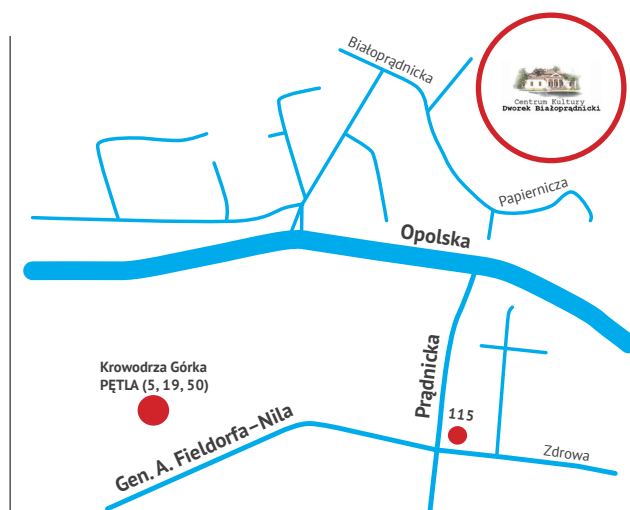 Białoprądnicka
Centrum Kultury
Dworek Białoprądnicki
Papiernicza
Opolska
Krowodrza Górka
PĘTLA (5, 19, 50)
Prądnicka
115
Gen. A. Fieldorfa–Nila
Zdrowa